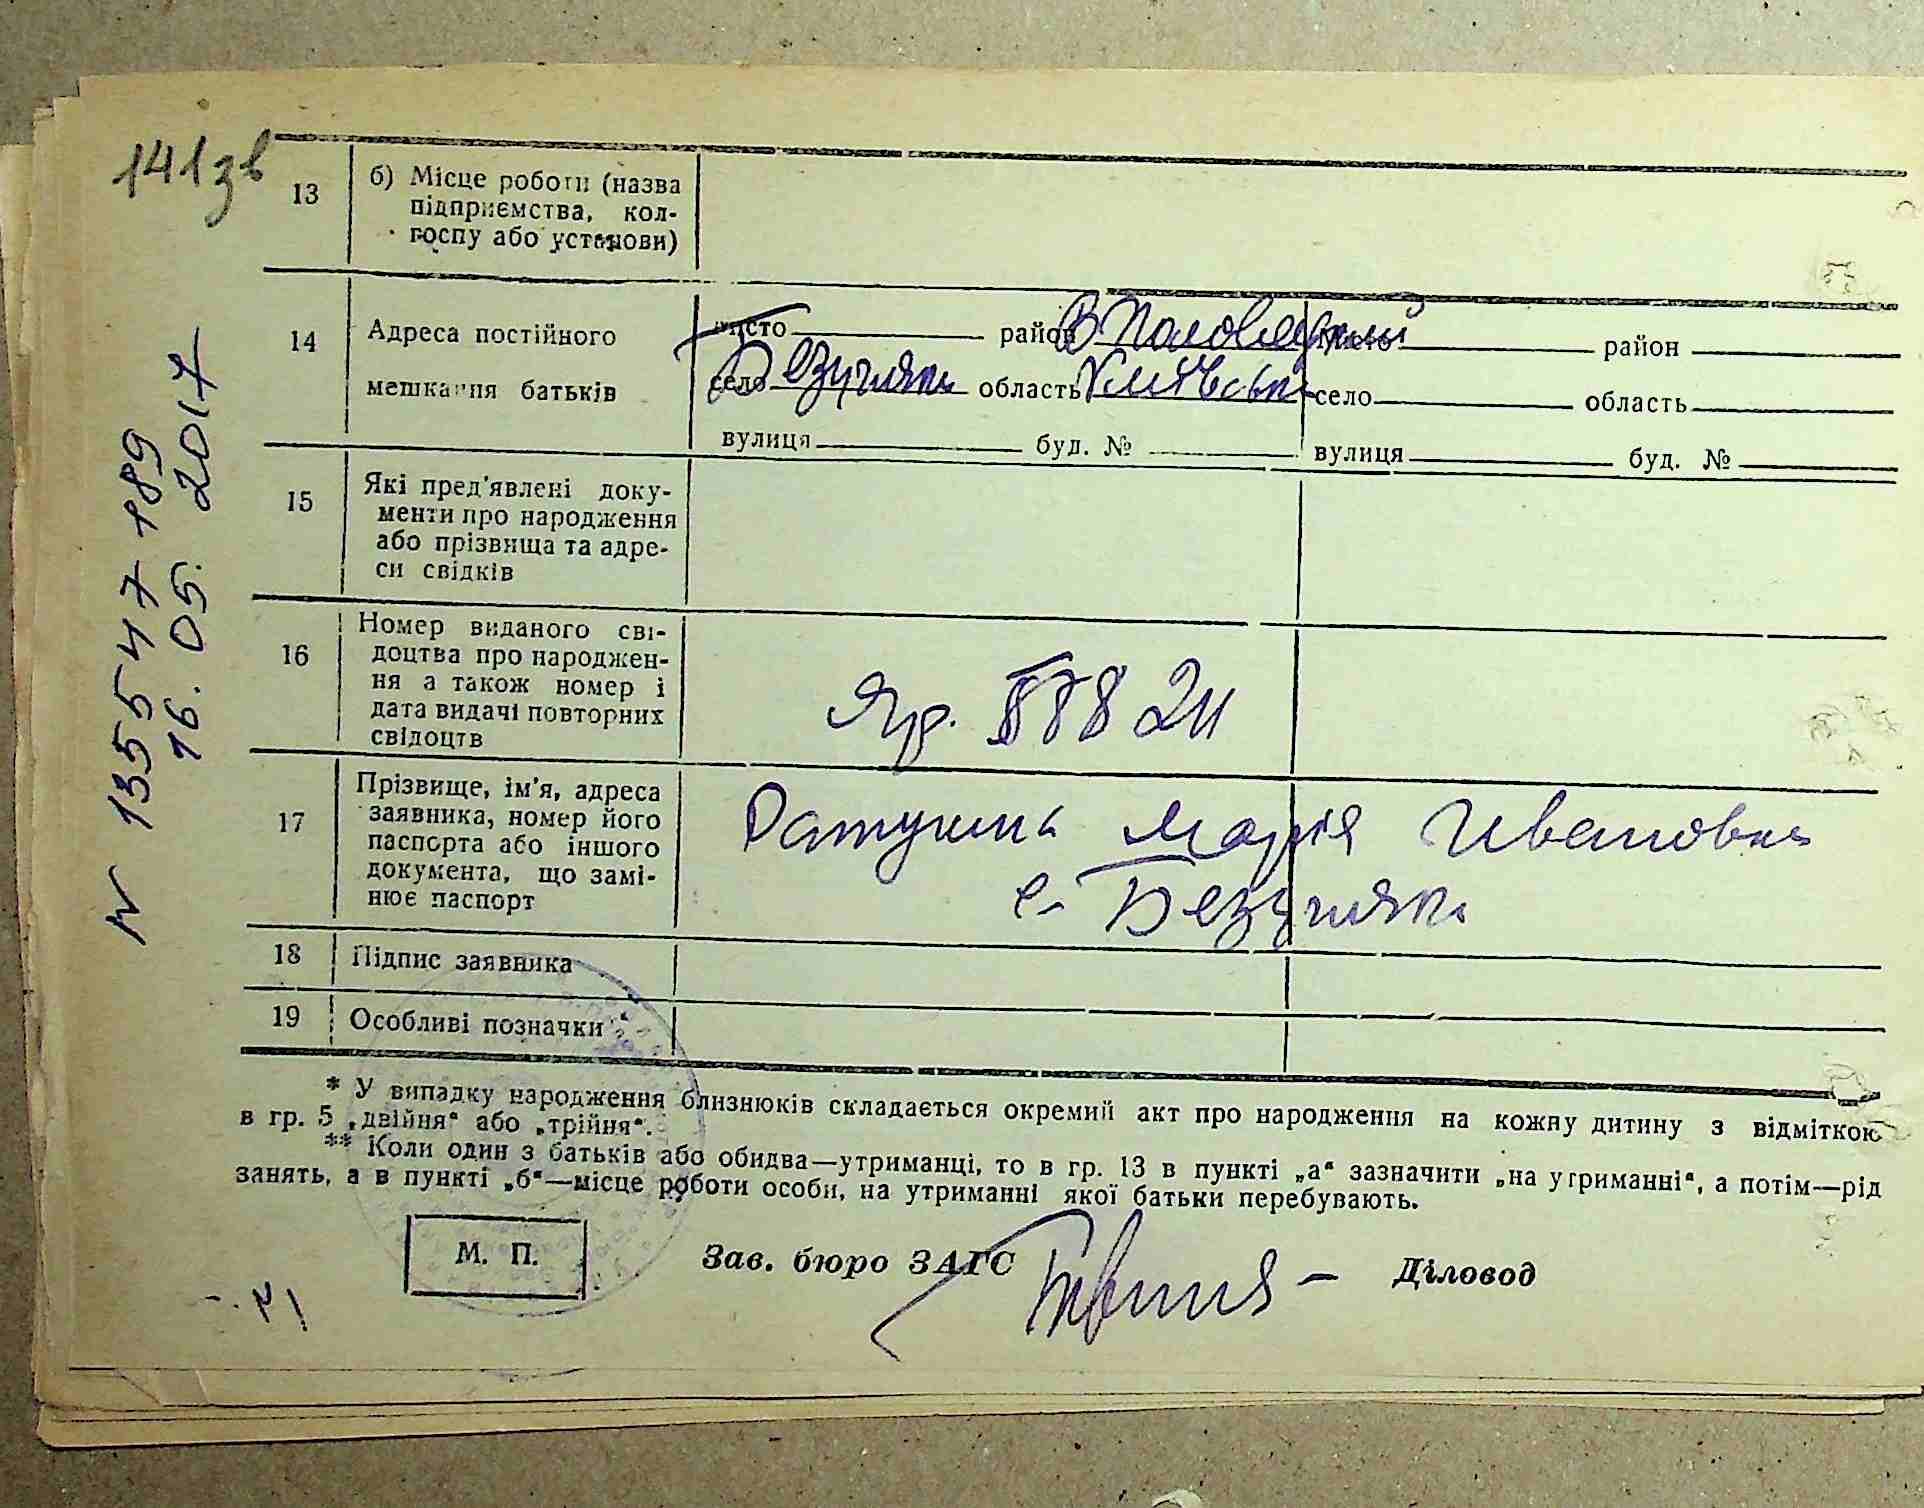 141зв
№ 13554 7 189
16. 05. 2017
13
б) Місце роботи (назва
підприємства, кол-
госпу або установи)
14
Адреса постійного
мешкання батьків
місто район В Половецький
село Безугляки область Київська
вулиця буд. №
місто район
село область
вулиця буд. №
15
Які пред'явлені доку-
менти про народження
або прізвища та адре-
си свідків
16
Номер виданого сві-
доцтва про народжен-
ня а також номер і
дата видачі повторних
свідоцтв
17
Прізвище, ім'я, адреса
заявника, номер його
паспорта або іншого
документа, що замі-
нює паспорт
Марія Ивановна
с. Безугляки
18
Підпис заявника
19
Особливі позначки
* У випадку народження близнюків складається окремий акт про народження на кожну дитину з відміткою
в гр. 5 „двійня“ або „трійня“.
** Коли один з батьків або обидва—утриманці, то в гр. 13 в пункті „а“ зазначити „на утриманні“, а потім—рід
занять, а в пункті „б“—місце роботи особи, на утриманні якої батьки перебувають.
М. П.
Зав. бюро ЗАГС
Діловод